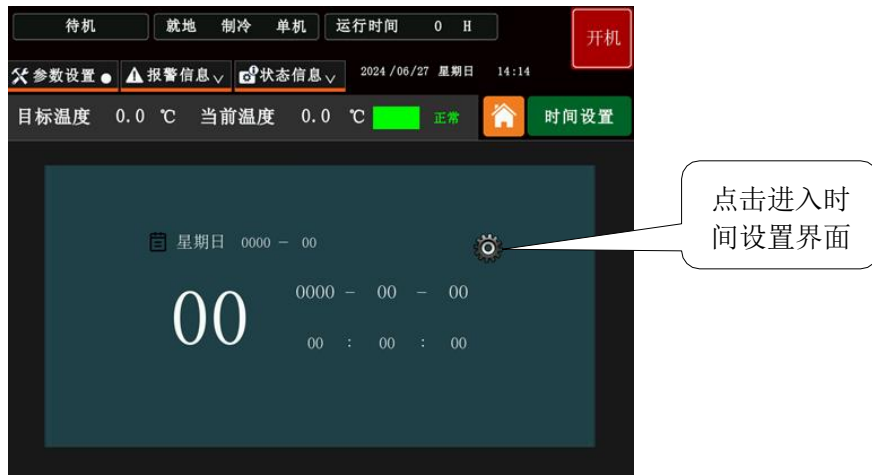 待机 就地 制冷 单机 运行时间 0 H 开机
参数设置 报警信息 状态信息 2024/06/27 星期日 14:14
目标温度 0.0 ℃ 当前温度 0.0 ℃ 正常 时间设置
点击进入时
间设置界面
星期日 0000 - 00
00
0000 - 00 - 00
00 : 00 : 00